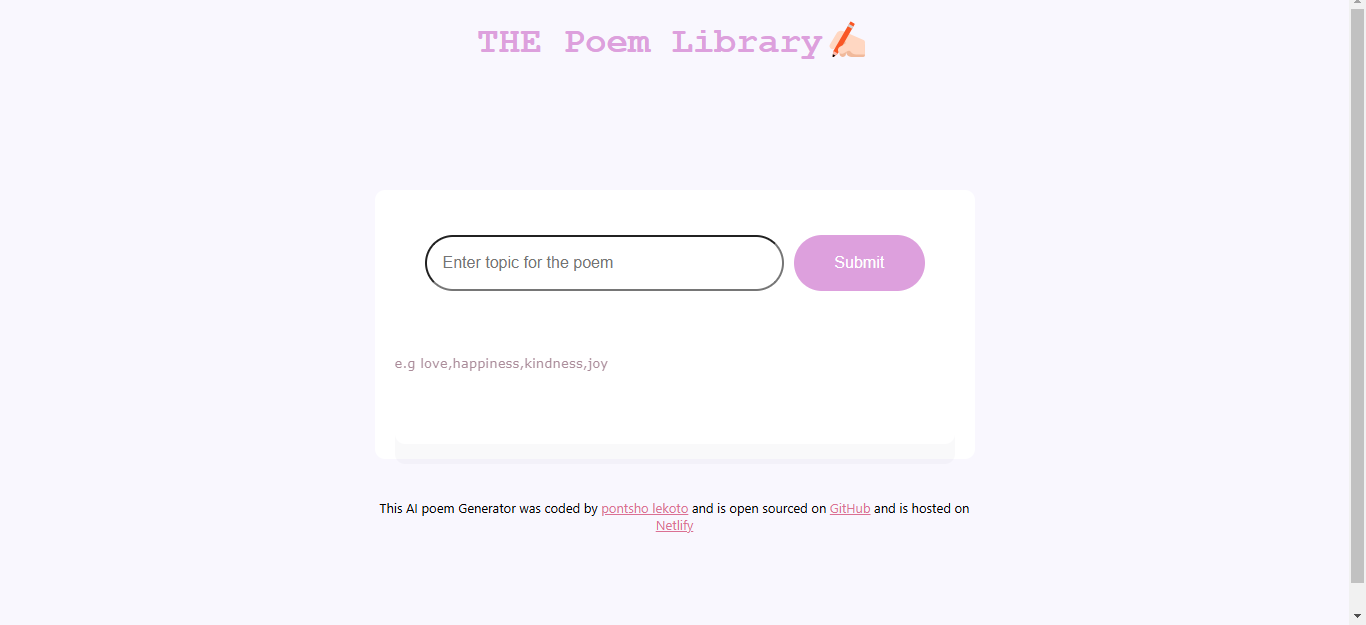 THE Poem Library✍🏻
Enter topic for the poem
Submit
e.g love,happiness,kindness,joy
This AI poem Generator was coded by pontsho lekoto and is open sourced on GitHub and is hosted on
Netlify